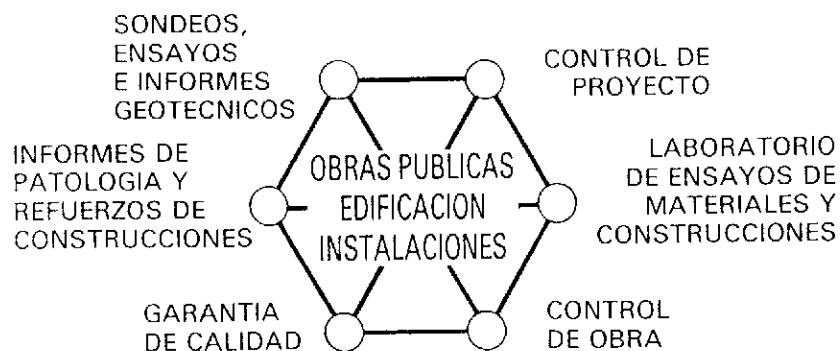 SONDEOS,
ENSAYOS
E INFORMES
GEOTECNICOS
CONTROL DE
PROYECTO
INFORMES DE
PATOLOGIA Y
REFUERZOS DE
CONSTRUCCIONES
OBRAS PUBLICAS
EDIFICACION
INSTALACIONES
LABORATORIO
DE ENSAYOS DE
MATERIALES Y
CONSTRUCCIONES
GARANTIA
DE CALIDAD
CONTROL
DE OBRA